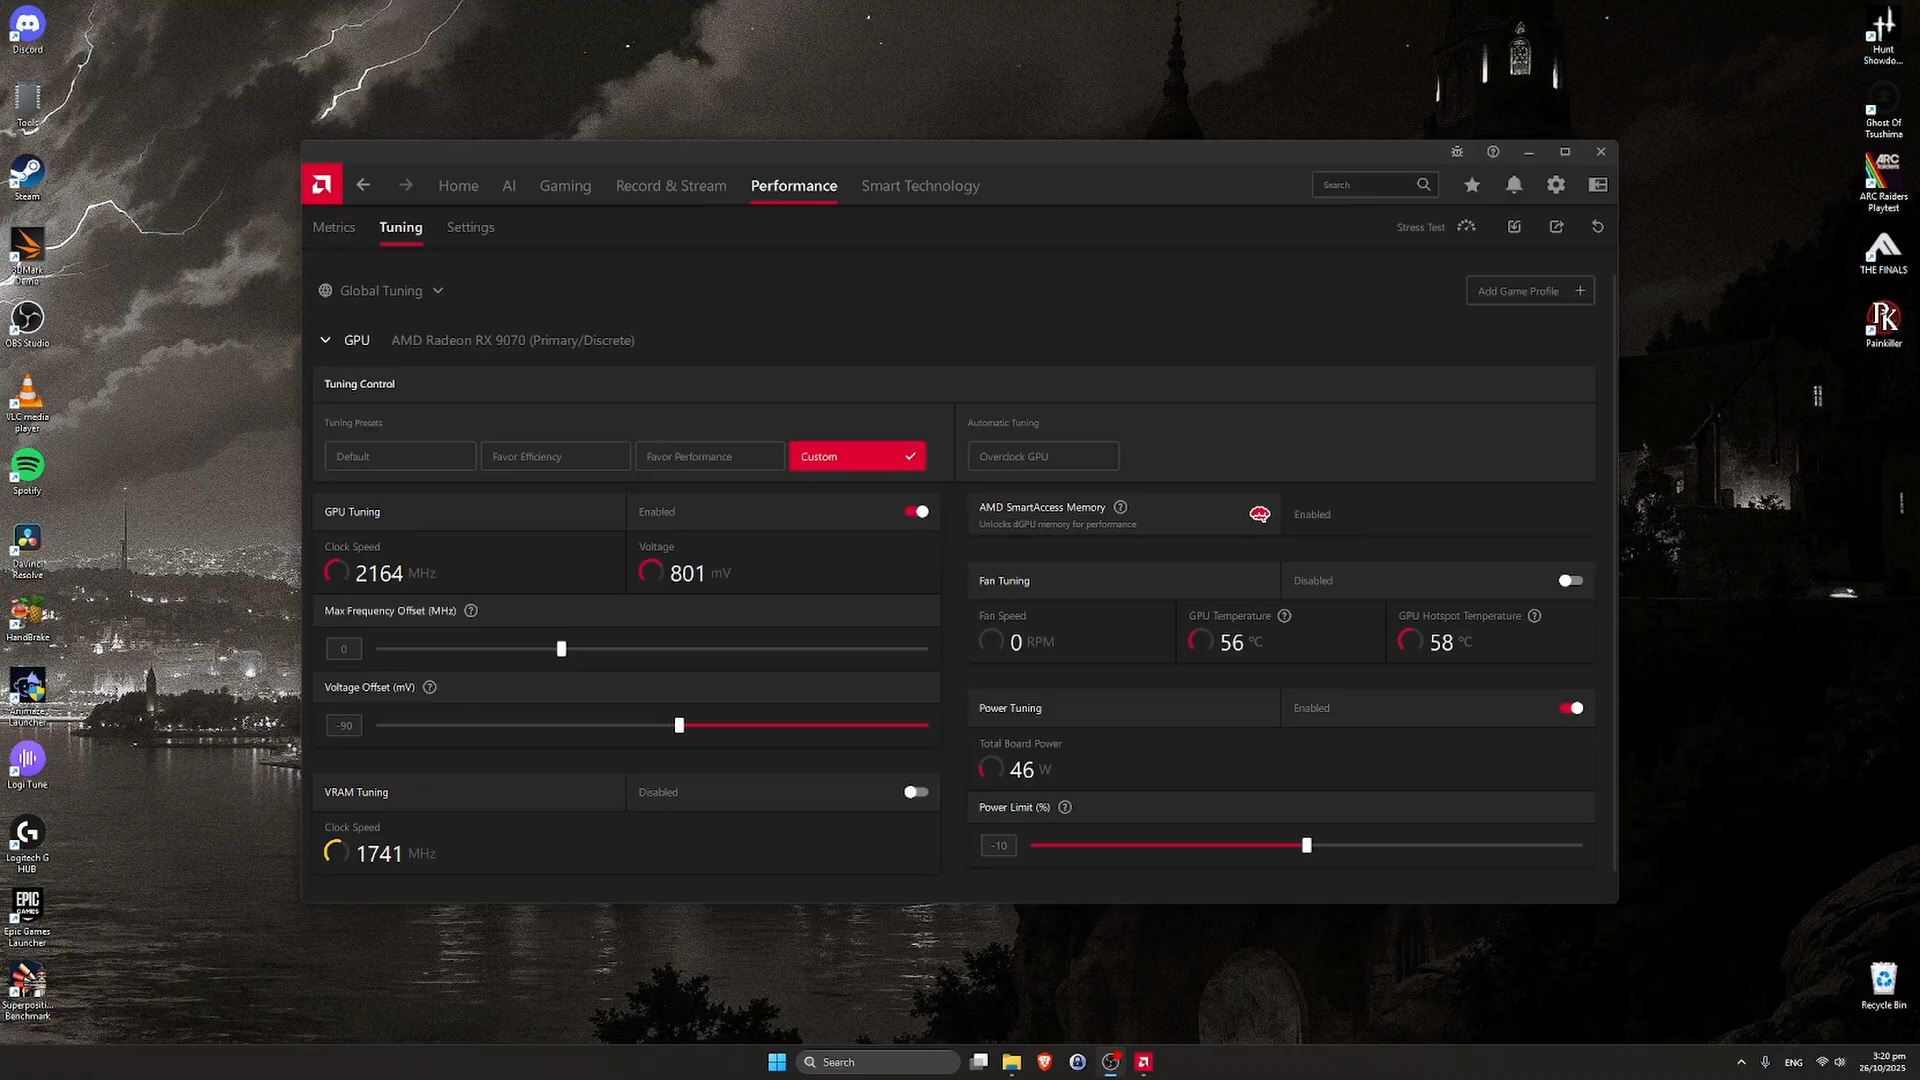 Discord
Tools
Steam
3DMark
Demo
OBS Studio
VLC media
player
Spotify
DaVinci
Resolve
HandBrake
Animaze
Launcher
Logi Tune
Logitech G
HUB
EPIC
GAMES
Epic Games
Launcher
Superpositi...
Benchmark
Home
AI
Gaming
Record & Stream
Performance
Smart Technology
Search
Metrics
Tuning
Settings
Stress Test
Global Tuning
Add Game Profile
GPU
AMD Radeon RX 9070 (Primary/Discrete)
Tuning Control
Tuning Presets
Default
Favor Efficiency
Favor Performance
Custom
Automatic Tuning
Overclock GPU
GPU Tuning
Enabled
Clock Speed
2164 MHz
Voltage
801 mV
Max Frequency Offset (MHz)
0
Voltage Offset (mV)
-90
VRAM Tuning
Disabled
Clock Speed
1741 MHz
AMD SmartAccess Memory
Unlocks dGPU memory for performance
Enabled
Fan Tuning
Disabled
Fan Speed
0 RPM
GPU Temperature
56 °C
GPU Hotspot Temperature
58 °C
Power Tuning
Enabled
Total Board Power
46 W
Power Limit (%)
-10
Hunt
Showdo...
Ghost Of
Tsushima
ARC
RAIDERS
ARC Raiders
Playtest
THE FINALS
PK
Painkiller
Recycle Bin
Search
ENG
3:20 pm
26/10/2025